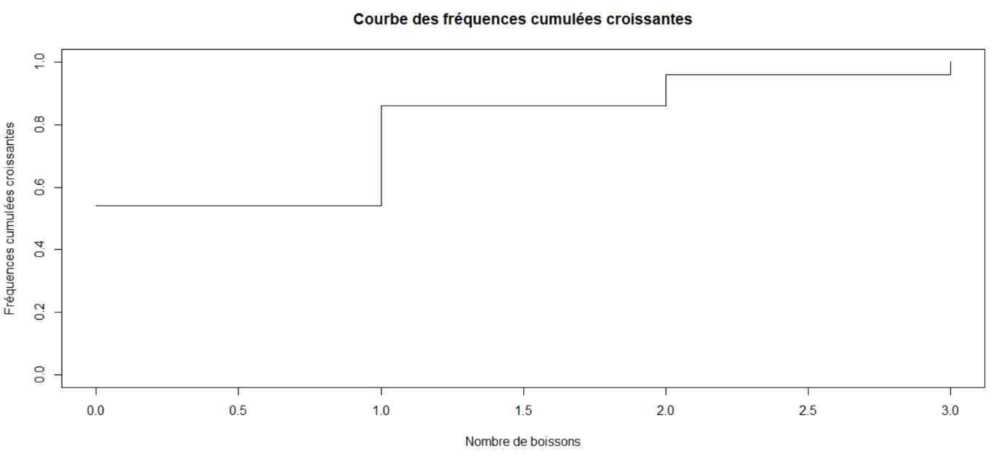 Courbe des fréquences cumulées croissantes
Fréquences cumulées croissantes
1.0
0.8
0.6
0.4
0.2
0.0
0.0 0.5 1.0 1.5 2.0 2.5 3.0
Nombre de boissons